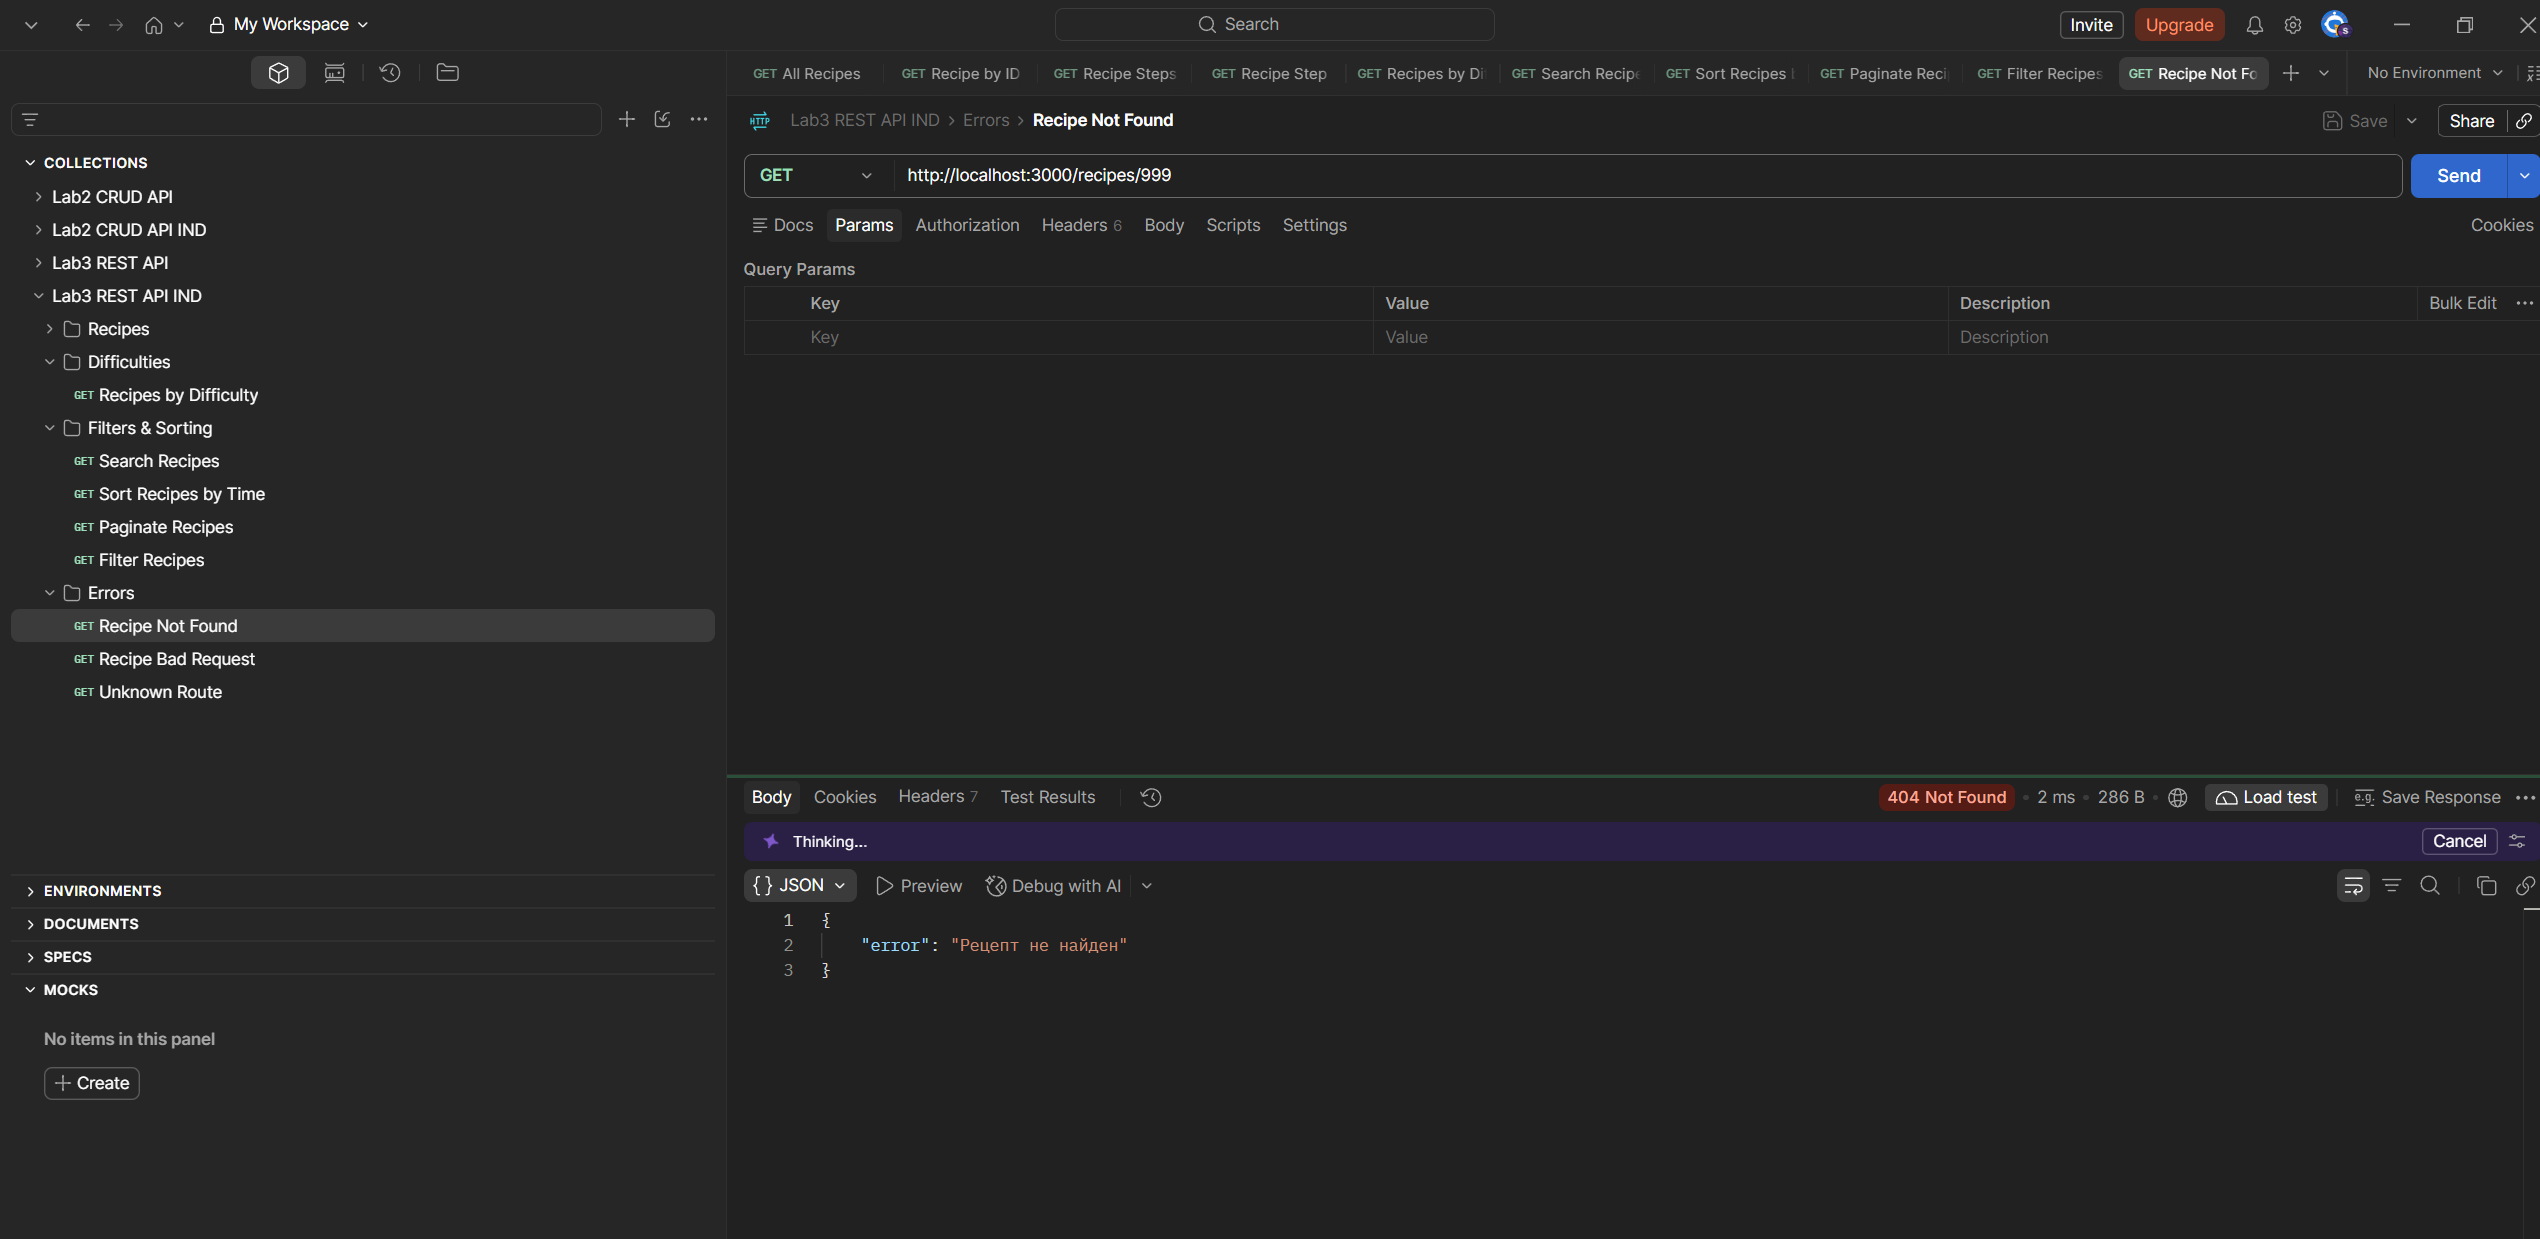 My Workspace
Search
Invite
Upgrade
GET All Recipes
GET Recipe by ID
GET Recipe Steps
GET Recipe Step
GET Recipes by Di
GET Search Recipe
GET Sort Recipes
GET Paginate Reci
GET Filter Recipes
GET Recipe Not Fo
No Environment
COLLECTIONS
Lab2 CRUD API
Lab2 CRUD API IND
Lab3 REST API
Lab3 REST API IND
Recipes
Difficulties
GET Recipes by Difficulty
Filters & Sorting
GET Search Recipes
GET Sort Recipes by Time
GET Paginate Recipes
GET Filter Recipes
Errors
GET Recipe Not Found
GET Recipe Bad Request
GET Unknown Route
ENVIRONMENTS
DOCUMENTS
SPECS
MOCKS
No items in this panel
Create
HTTP Lab3 REST API IND > Errors > Recipe Not Found
Save
Share
GET http://localhost:3000/recipes/999
Send
Docs Params Authorization Headers 6 Body Scripts Settings
Cookies
Query Params
Key Value Description Bulk Edit
Key Value Description
Body Cookies Headers 7 Test Results
404 Not Found 2 ms 286 B
Load test
e.g. Save Response
Thinking...
Cancel
{} JSON Preview Debug with AI
1 {
2 "error": "Рецепт не найден"
3 }